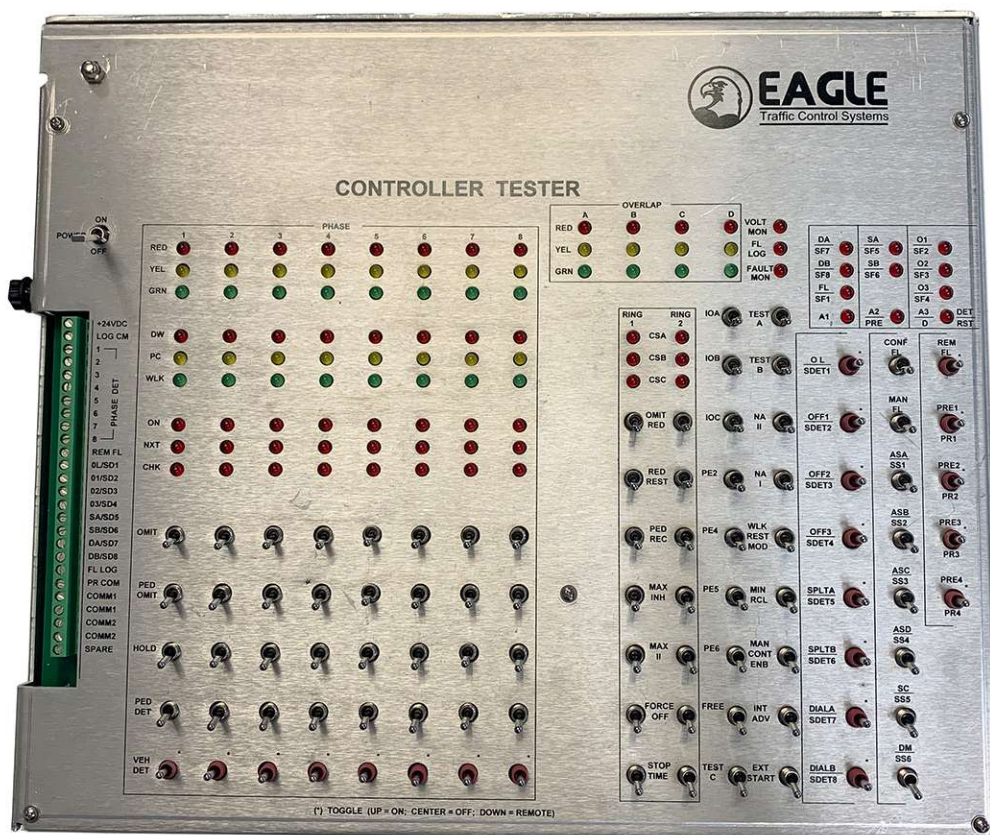 EAGLE
Traffic Control Systems
CONTROLLER TESTER
ON
POWER
OFF
PHASE
1 2 3 4 5 6 7 8
RED
YEL
GRN
DW
PC
WLK
ON
NXT
CHK
OMIT
PED OMIT
HOLD
PED DET
VEH DET
OVERLAP
A B C D
RED
YEL
GRN
VOLT MON
FL LOG
FAULT MON
DA SF7
SA SF5
O1 SF2
DB SF8
SB SF6
O2 SF3
FL SF1
O3 SF4
A1
A2 PRE
A3 D
DET RST
+24VDC
LOG CM
1
2
3
4
5
6
7
8
PHASE DET
REM FL
0L/SD1
01/SD2
02/SD3
03/SD4
SA/SD5
SB/SD6
DA/SD7
DB/SD8
FL LOG
PR COM
COMM1
COMM1
COMM2
COMM2
SPARE
RING 1
RING 2
CSA
CSB
CSC
OMIT RED
RED REST
PED REC
MAX INH
MAX II
FORCE OFF
STOP TIME
IOA
IOB
IOC
PE2
PE4
PE5
PE6
FREE
TEST C
TEST A
TEST B
NA II
NA I
WLK REST MOD
MIN RCL
MAN CONT ENB
INT ADV
EXT START
O L SDET1
OFF1 SDET2
OFF2 SDET3
OFF3 SDET4
SPLTA SDET5
SPLTB SDET6
DIALA SDET7
DIALB SDET8
CONF FL
MAN FL
ASA SS1
ASB SS2
ASC SS3
ASD SS4
SC SS5
DM SS6
REM FL
PRE1
PR1
PRE2
PR2
PRE3
PR3
PRE4
PR4
(*) TOGGLE (UP = ON; CENTER = OFF; DOWN = REMOTE)